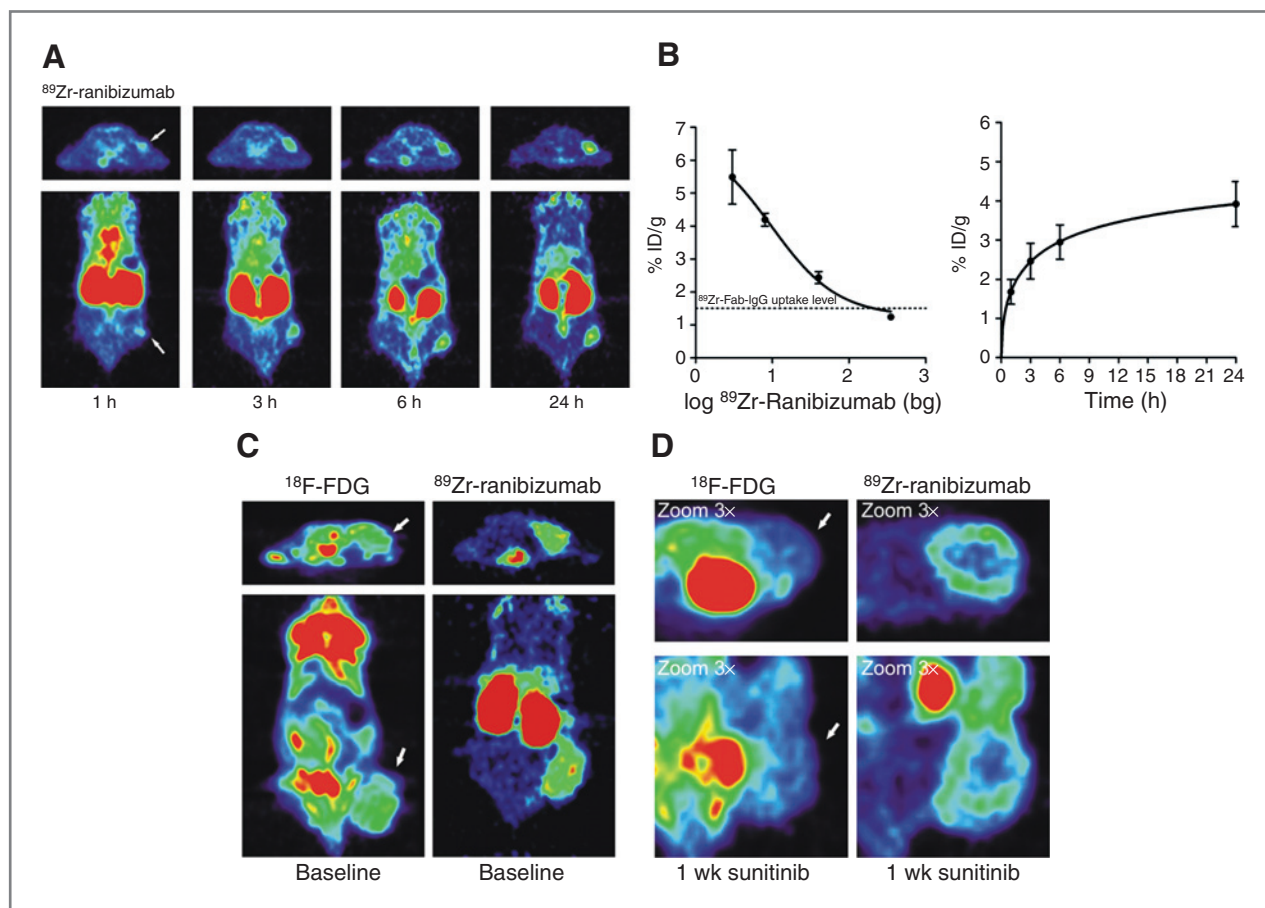 A
⁸⁹Zr-ranibizumab
1 h
3 h
6 h
24 h
B
7
6
5
4
3
2
1
0
% ID/g
⁸⁹Zr-Fab-IgG uptake level
0
1
2
3
log ⁸⁹Zr-Ranibizumab (bg)
6
5
4
3
2
1
0
% ID/g
0 3 6 9 12 15 18 21 24
Time (h)
C
¹⁸F-FDG
⁸⁹Zr-ranibizumab
Baseline
Baseline
D
¹⁸F-FDG
⁸⁹Zr-ranibizumab
Zoom 3×
Zoom 3×
Zoom 3×
Zoom 3×
1 wk sunitinib
1 wk sunitinib